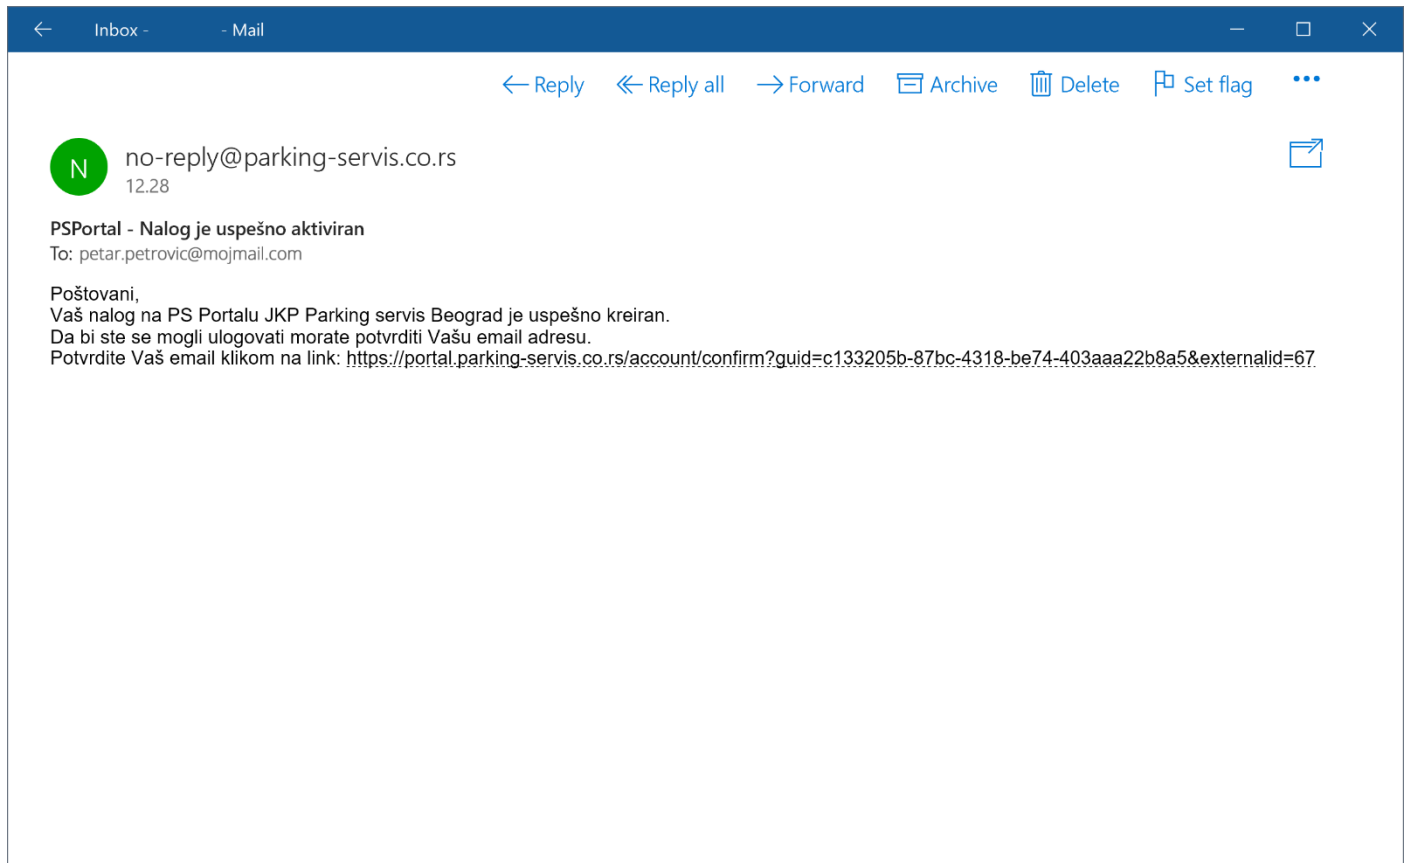 Inbox - - Mail
Reply Reply all Forward Archive Delete Set flag
N
no-reply@parking-servis.co.rs
12.28
PSPortal - Nalog je uspešno aktiviran
To: petar.petrovic@mojmail.com
Poštovani,
Vaš nalog na PS Portalu JKP Parking servis Beograd je uspešno kreiran.
Da bi ste se mogli ulogovati morate potvrditi Vašu email adresu.
Potvrdite Vaš email klikom na link: https://portal.parking-servis.co.rs/account/confirm?guid=c133205b-87bc-4318-be74-403aaa22b8a5&externalid=67